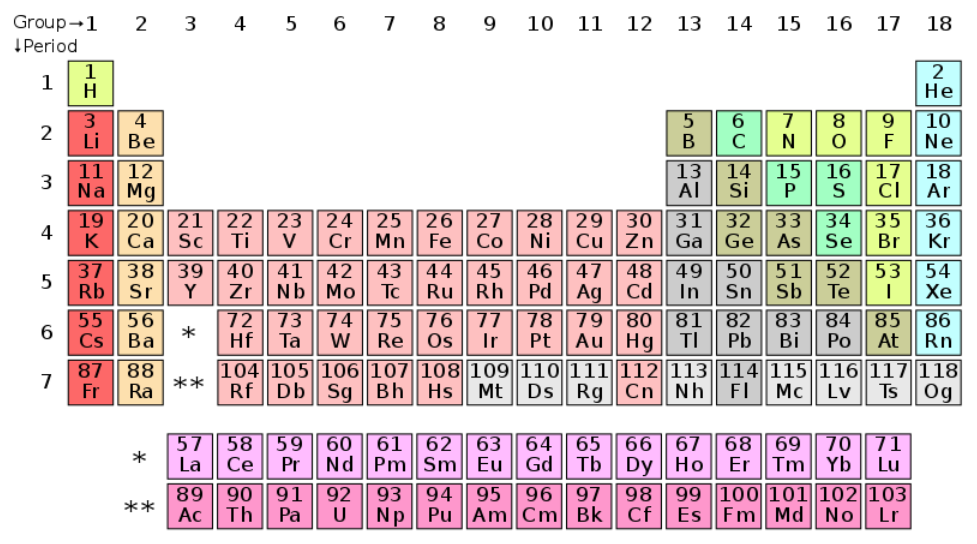 Group→1 2 3 4 5 6 7 8 9 10 11 12 13 14 15 16 17 18
↓Period
1 2
1 H He
3 4 5 6 7 8 9 10
2 Li Be B C N O F Ne
11 12 13 14 15 16 17 18
3 Na Mg Al Si P S Cl Ar
19 20 21 22 23 24 25 26 27 28 29 30 31 32 33 34 35 36
4 K Ca Sc Ti V Cr Mn Fe Co Ni Cu Zn Ga Ge As Se Br Kr
37 38 39 40 41 42 43 44 45 46 47 48 49 50 51 52 53 54
5 Rb Sr Y Zr Nb Mo Tc Ru Rh Pd Ag Cd In Sn Sb Te I Xe
55 56 72 73 74 75 76 77 78 79 80 81 82 83 84 85 86
6 Cs Ba * Hf Ta W Re Os Ir Pt Au Hg Tl Pb Bi Po At Rn
87 88 104 105 106 107 108 109 110 111 112 113 114 115 116 117 118
7 Fr Ra ** Rf Db Sg Bh Hs Mt Ds Rg Cn Nh Fl Mc Lv Ts Og
57 58 59 60 61 62 63 64 65 66 67 68 69 70 71
* La Ce Pr Nd Pm Sm Eu Gd Tb Dy Ho Er Tm Yb Lu
89 90 91 92 93 94 95 96 97 98 99 100 101 102 103
** Ac Th Pa U Np Pu Am Cm Bk Cf Es Fm Md No Lr